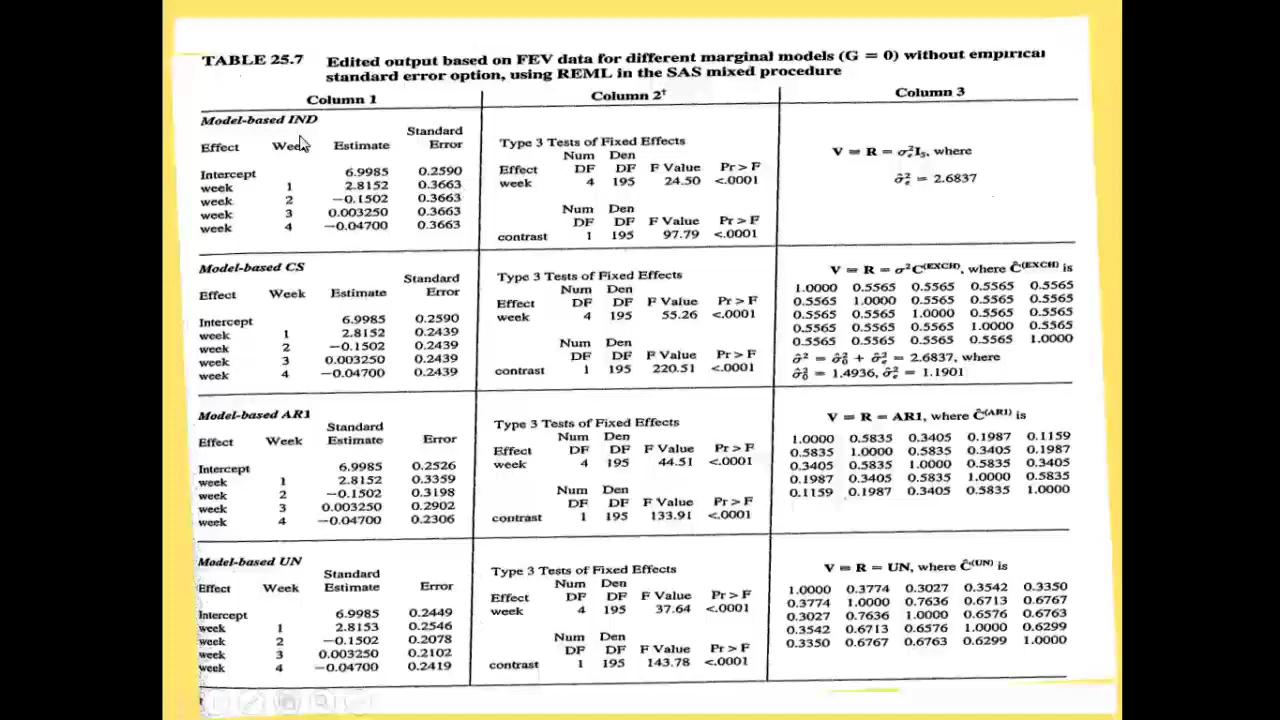 TABLE 25.7 Edited output based on FEV data for different marginal models (G = 0) without empirical
standard error option, using REML in the SAS mixed procedure
Column 1 Column 2† Column 3
Model-based IND
Standard
Effect Week Estimate Error
Intercept 6.9985 0.2590
week 1 2.8152 0.3663
week 2 −0.1502 0.3663
week 3 0.003250 0.3663
week 4 −0.04700 0.3663
Type 3 Tests of Fixed Effects
Num Den
Effect DF DF F Value Pr > F
week 4 195 24.50 <.0001
Num Den
DF DF F Value Pr > F
contrast 1 195 97.79 <.0001
V = R = σ²ₑI₅, where
σ̂²ₑ = 2.6837
Model-based CS
Standard
Effect Week Estimate Error
Intercept 6.9985 0.2590
week 1 2.8152 0.2439
week 2 −0.1502 0.2439
week 3 0.003250 0.2439
week 4 −0.04700 0.2439
Type 3 Tests of Fixed Effects
Num Den
Effect DF DF F Value Pr > F
week 4 195 55.26 <.0001
Num Den
DF DF F Value Pr > F
contrast 1 195 220.51 <.0001
V = R = σ²C(EXCH), where Ĉ(EXCH) is
1.0000 0.5565 0.5565 0.5565 0.5565
0.5565 1.0000 0.5565 0.5565 0.5565
0.5565 0.5565 1.0000 0.5565 0.5565
0.5565 0.5565 0.5565 1.0000 0.5565
0.5565 0.5565 0.5565 0.5565 1.0000
σ̂² = σ̂²₀ + σ̂²ₑ = 2.6837, where
σ̂²₀ = 1.4936, σ̂²ₑ = 1.1901
Model-based AR1
Standard
Effect Week Estimate Error
Intercept 6.9985 0.2526
week 1 2.8152 0.3359
week 2 −0.1502 0.3198
week 3 0.003250 0.2902
week 4 −0.04700 0.2306
Type 3 Tests of Fixed Effects
Num Den
Effect DF DF F Value Pr > F
week 4 195 44.51 <.0001
Num Den
DF DF F Value Pr > F
contrast 1 195 133.91 <.0001
V = R = AR1, where Ĉ(AR1) is
1.0000 0.5835 0.3405 0.1987 0.1159
0.5835 1.0000 0.5835 0.3405 0.1987
0.3405 0.5835 1.0000 0.5835 0.3405
0.1987 0.3405 0.5835 1.0000 0.5835
0.1159 0.1987 0.3405 0.5835 1.0000
Model-based UN
Standard
Effect Week Estimate Error
Intercept 6.9985 0.2449
week 1 2.8153 0.2546
week 2 −0.1502 0.2078
week 3 0.003250 0.2102
week 4 −0.04700 0.2419
Type 3 Tests of Fixed Effects
Num Den
Effect DF DF F Value Pr > F
week 4 195 37.64 <.0001
Num Den
DF DF F Value Pr > F
contrast 1 195 143.78 <.0001
V = R = UN, where Ĉ(UN) is
1.0000 0.3774 0.3027 0.3542 0.3350
0.3774 1.0000 0.7636 0.6713 0.6767
0.3027 0.7636 1.0000 0.6576 0.6763
0.3542 0.6713 0.6576 1.0000 0.6299
0.3350 0.6767 0.6763 0.6299 1.0000